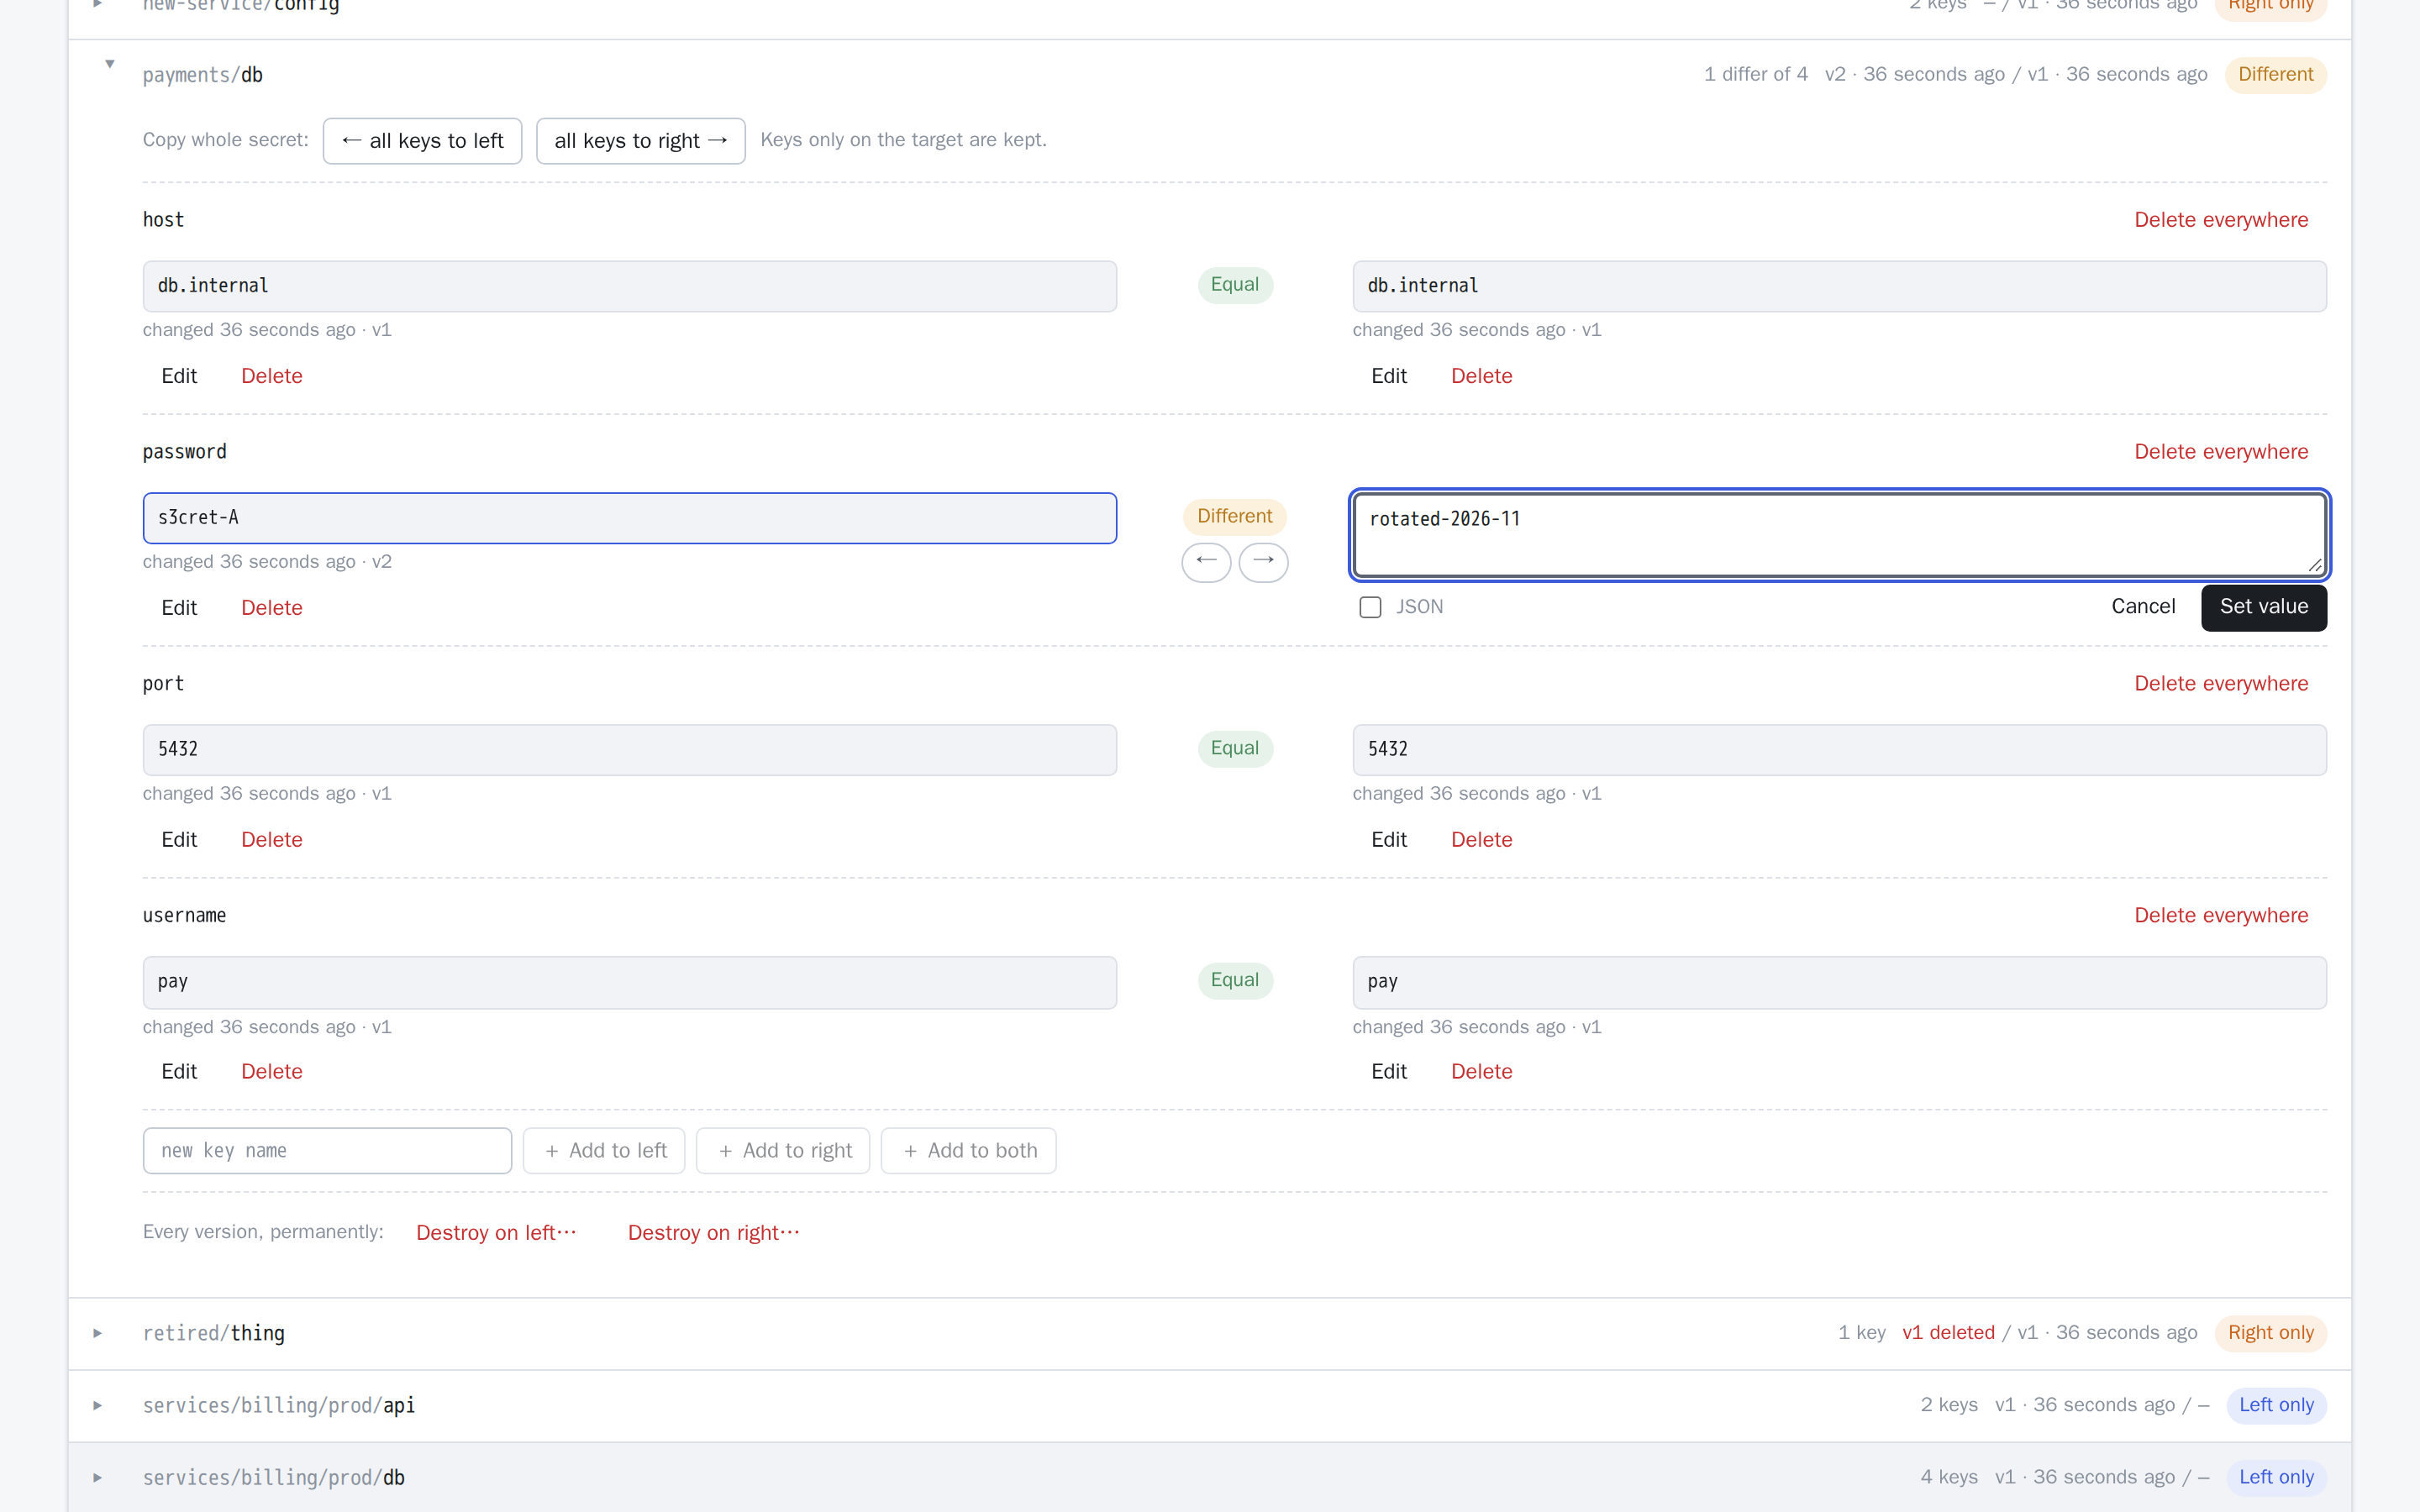 new-service/config 2 keys – / v1 · 36 seconds ago Right only
payments/db 1 differ of 4 v2 · 36 seconds ago / v1 · 36 seconds ago Different
Copy whole secret: ← all keys to left all keys to right → Keys only on the target are kept.
host Delete everywhere
db.internal Equal db.internal
changed 36 seconds ago · v1 changed 36 seconds ago · v1
Edit Delete Edit Delete
password Delete everywhere
s3cret-A Different rotated-2026-11
changed 36 seconds ago · v2 ← →
Edit Delete JSON Cancel Set value
port Delete everywhere
5432 Equal 5432
changed 36 seconds ago · v1 changed 36 seconds ago · v1
Edit Delete Edit Delete
username Delete everywhere
pay Equal pay
changed 36 seconds ago · v1 changed 36 seconds ago · v1
Edit Delete Edit Delete
new key name + Add to left + Add to right + Add to both
Every version, permanently: Destroy on left··· Destroy on right···
retired/thing 1 key v1 deleted / v1 · 36 seconds ago Right only
services/billing/prod/api 2 keys v1 · 36 seconds ago / – Left only
services/billing/prod/db 4 keys v1 · 36 seconds ago / – Left only